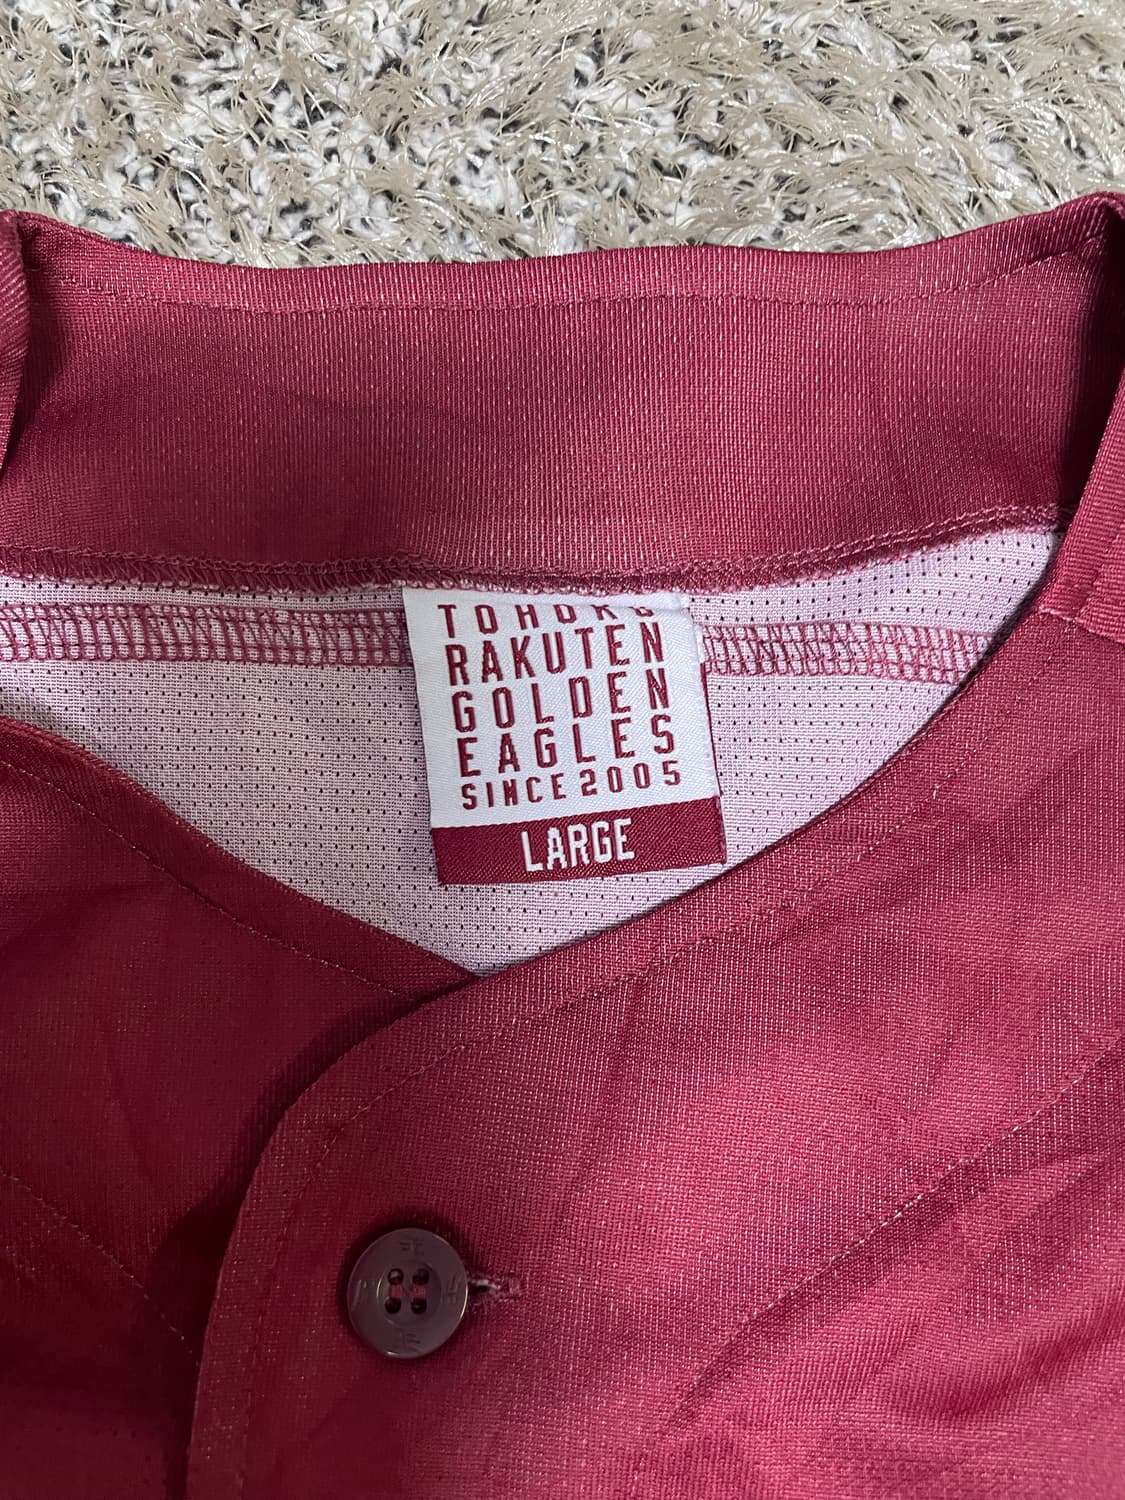 TOHOKU
RAKUTEN
GOLDEN
EAGLES
SINCE 2005
LARGE